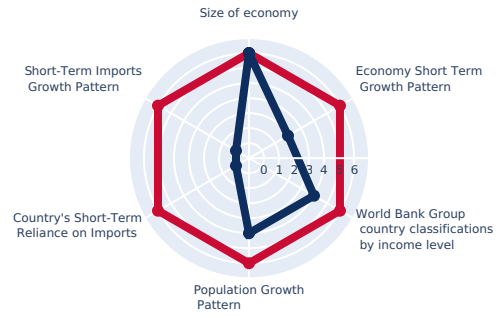 Size of economy
Short-Term Imports
Growth Pattern
Economy Short Term
Growth Pattern
0 1 2 3 4 5 6
Country's Short-Term
Reliance on Imports
World Bank Group
country classifications
by income level
Population Growth
Pattern